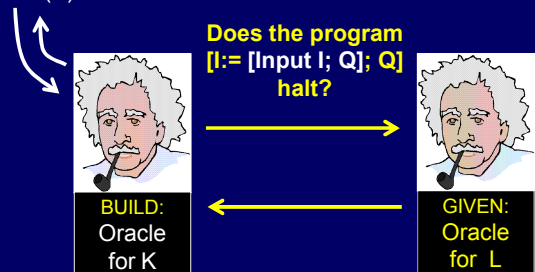 Does the program
[I:= [Input I; Q]; Q]
halt?
BUILD:
Oracle
for K
GIVEN:
Oracle
for L